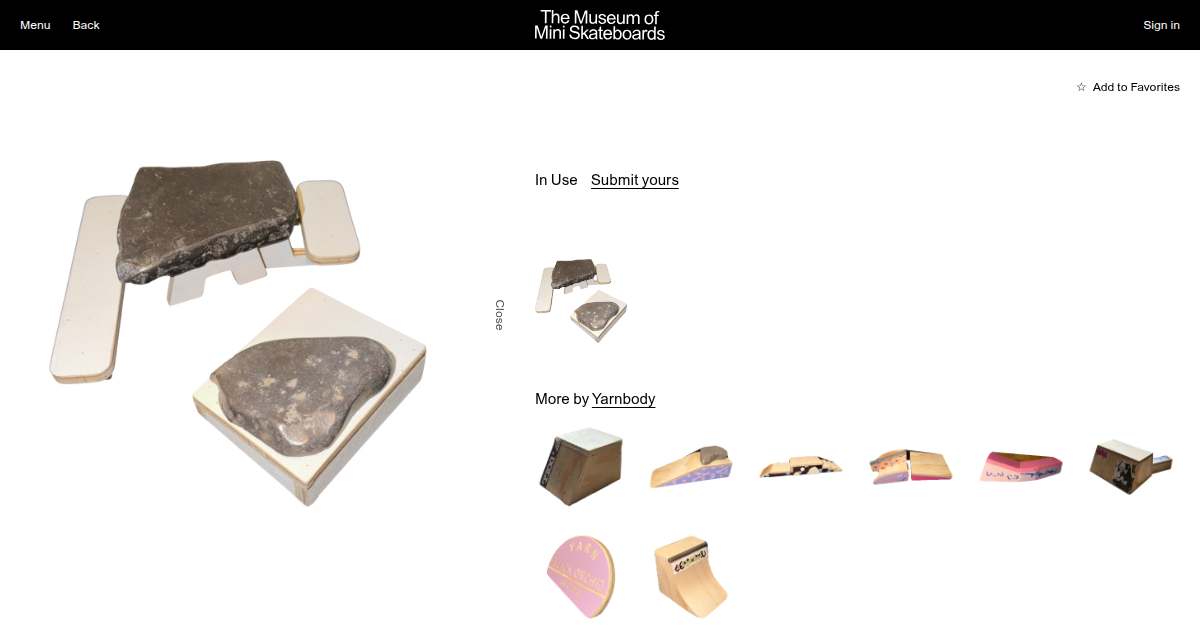 Menu
Back
The Museum of
Mini Skateboards
Sign in
☆ Add to Favorites
In Use Submit yours
Close
More by Yarnbody
YARN